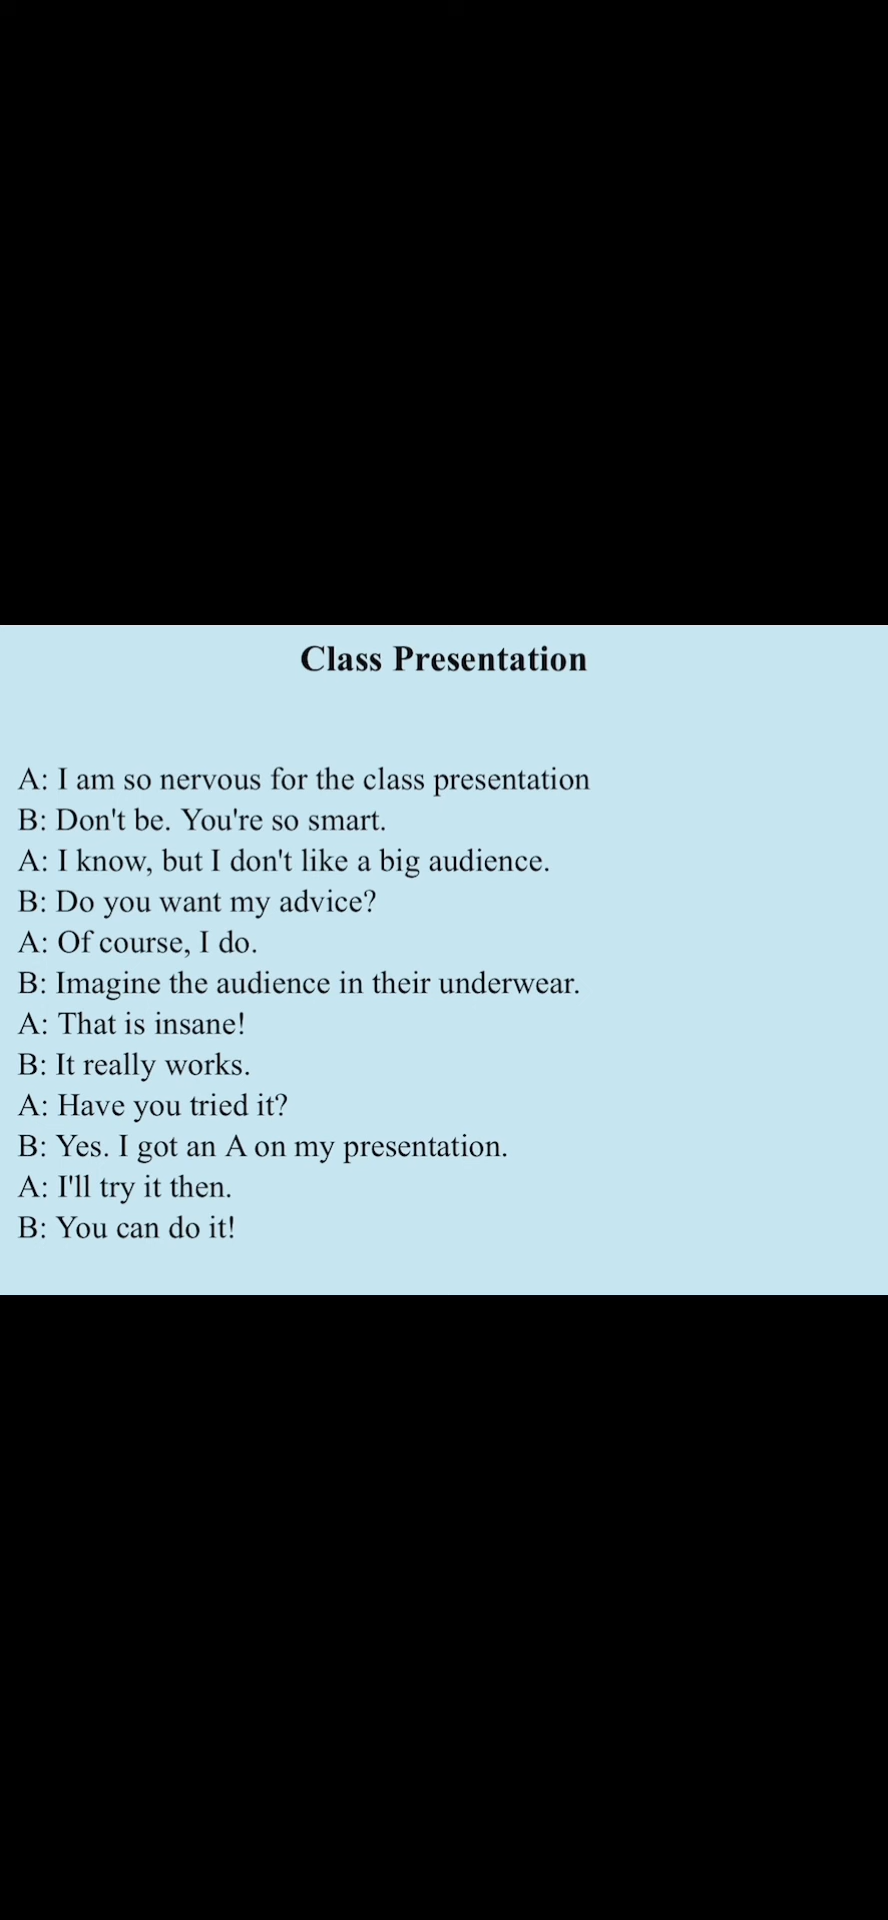 Class Presentation
A: I am so nervous for the class presentation
B: Don't be. You're so smart.
A: I know, but I don't like a big audience.
B: Do you want my advice?
A: Of course, I do.
B: Imagine the audience in their underwear.
A: That is insane!
B: It really works.
A: Have you tried it?
B: Yes. I got an A on my presentation.
A: I'll try it then.
B: You can do it!